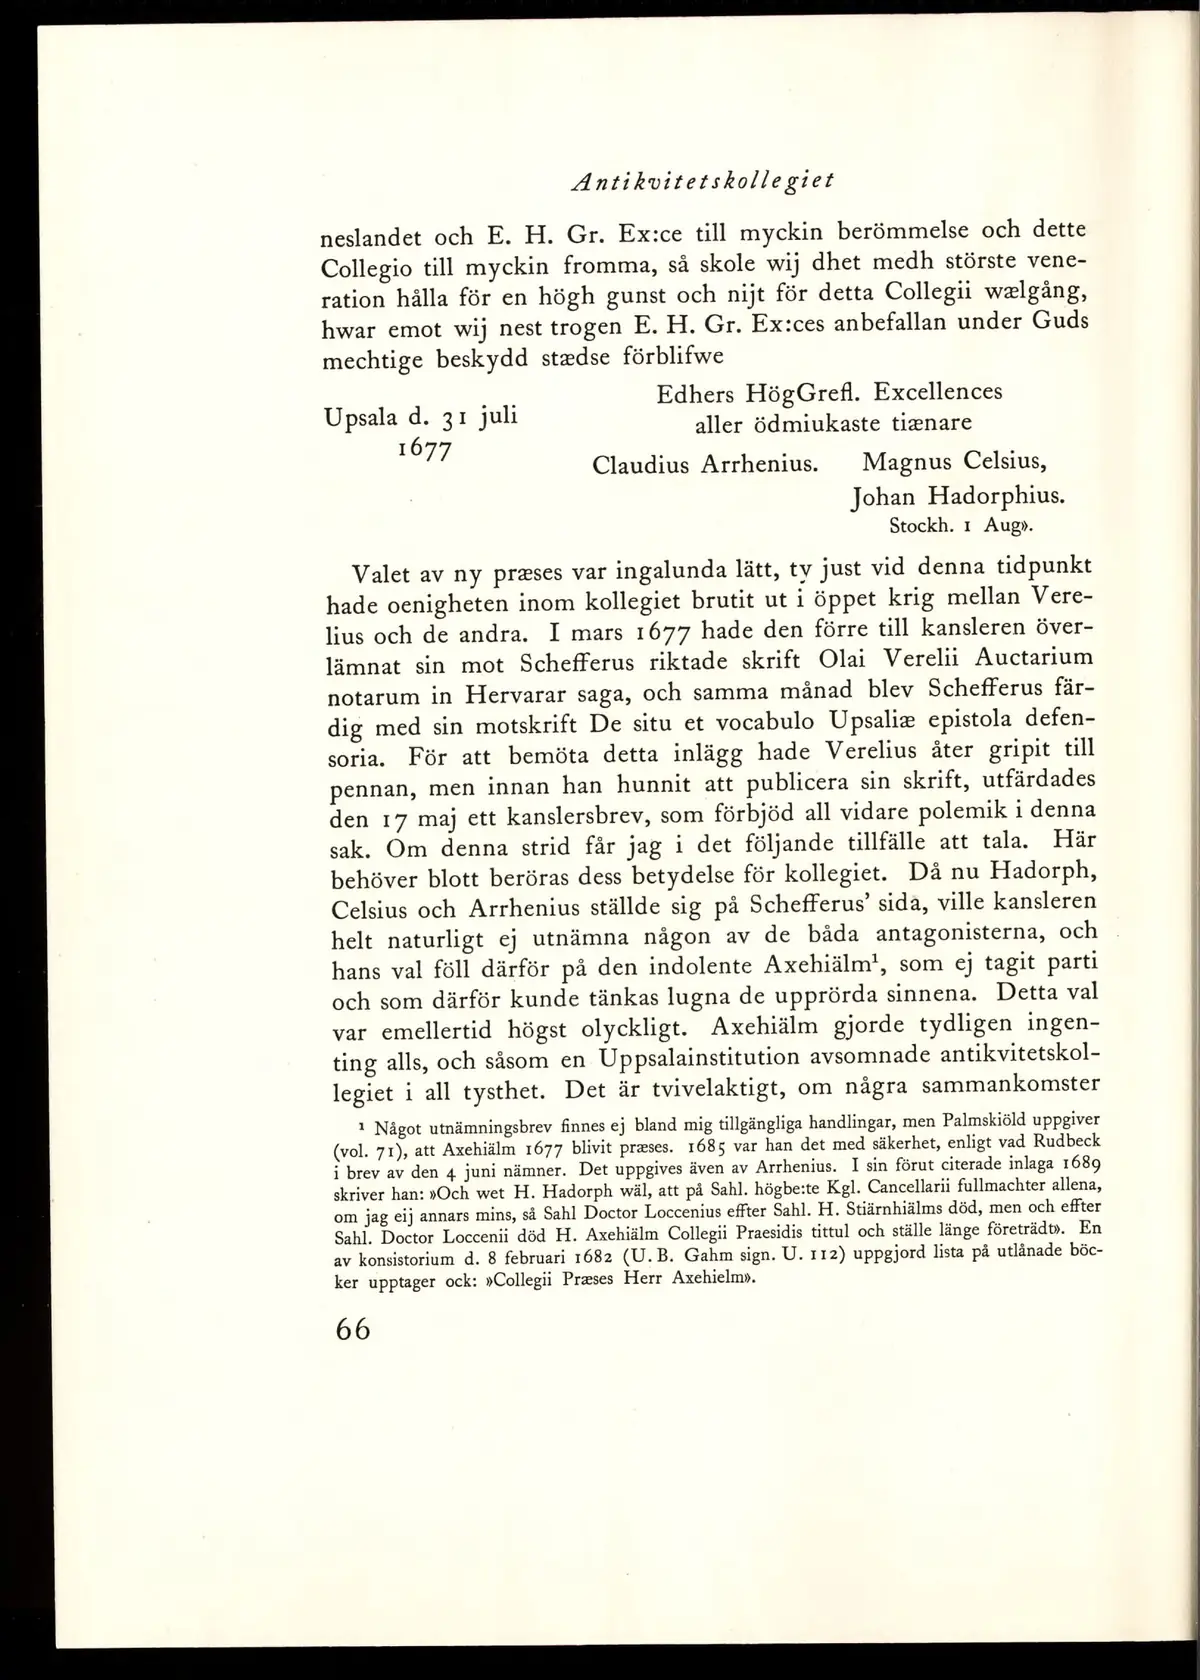 Antikvitetskollegiet
neslandet och E. H. Gr. Ex:ce till myckin berömmelse och dette
Collegio till myckin fromma, så skole wij dhet medh störste vene-
ration hålla för en högh gunst och nijt för detta Collegii wælgång,
hwar emot wij nest trogen E. H. Gr. Ex:ces anbefallan under Guds
mechtige beskydd stædse förblifwe
Edhers HögGrefl. Excellences
Upsala d. 31 juli
aller ödmiukaste tiænare
1677
Claudius Arrhenius. Magnus Celsius,
Johan Hadorphius.
Stockh. 1 Aug».
Valet av ny præses var ingalunda lätt, ty just vid denna tidpunkt
hade oenigheten inom kollegiet brutit ut i öppet krig mellan Vere-
lius och de andra. I mars 1677 hade den förre till kansleren över-
lämnat sin mot Schefferus riktade skrift Olai Verelii Auctarium
notarum in Hervarar saga, och samma månad blev Schefferus fär-
dig med sin motskrift De situ et vocabulo Upsaliæ epistola defen-
soria. För att bemöta detta inlägg hade Verelius åter gripit till
pennan, men innan han hunnit att publicera sin skrift, utfärdades
den 17 maj ett kanslersbrev, som förbjöd all vidare polemik i denna
sak. Om denna strid får jag i det följande tillfälle att tala. Här
behöver blott beröras dess betydelse för kollegiet. Då nu Hadorph,
Celsius och Arrhenius ställde sig på Schefferus' sida, ville kansleren
helt naturligt ej utnämna någon av de båda antagonisterna, och
hans val föll därför på den indolente Axehiälm¹, som ej tagit parti
och som därför kunde tänkas lugna de upprörda sinnena. Detta val
var emellertid högst olyckligt. Axehiälm gjorde tydligen ingen-
ting alls, och såsom en Uppsalainstitution avsomnade antikvitetskol-
legiet i all tysthet. Det är tvivelaktigt, om några sammankomster
¹ Något utnämningsbrev finnes ej bland mig tillgängliga handlingar, men Palmskiöld uppgiver
(vol. 71), att Axehiälm 1677 blivit præses. 1685 var han det med säkerhet, enligt vad Rudbeck
i brev av den 4 juni nämner. Det uppgives även av Arrhenius. I sin förut citerade inlaga 1689
skriver han: »Och wet H. Hadorph wäl, att på Sahl. högbe:te Kgl. Cancellarii fullmachter allena,
om jag eij annars mins, så Sahl Doctor Loccenius effter Sahl. H. Stiärnhiälms död, men och effter
Sahl. Doctor Loccenii död H. Axehiälm Collegii Praesidis tittul och ställe länge företrädt». En
av konsistorium d. 8 februari 1682 (U. B. Gahm sign. U. 112) uppgjord lista på utlånade böc-
ker upptager ock: »Collegii Præses Herr Axehielm».
66